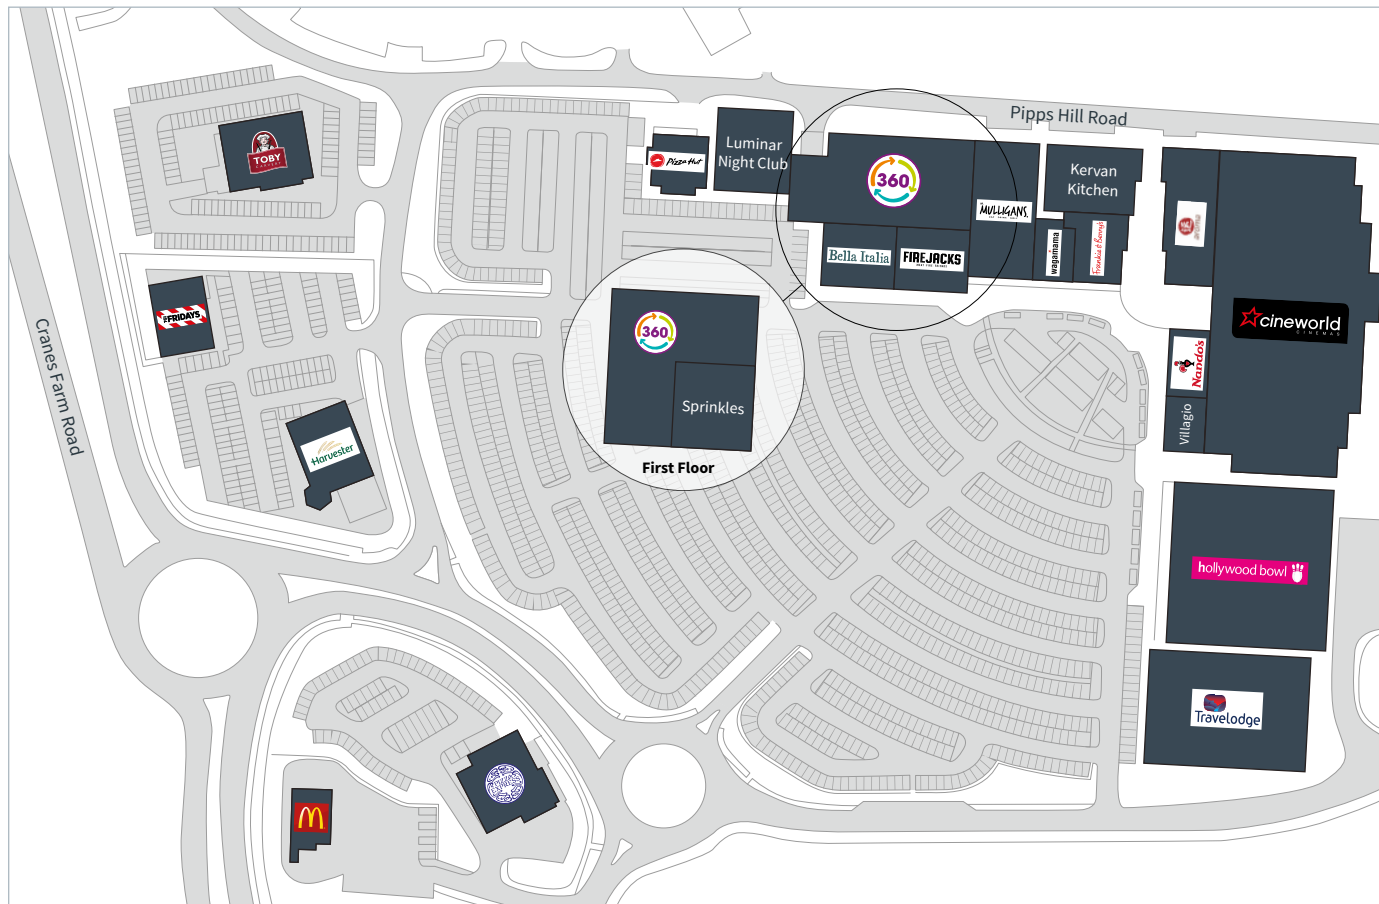 Pipps Hill Road
TOBY
CARVERY
Pizza Hut
Luminar
Night Club
360
MULLIGANS.
Kervan
Kitchen
Bella Italia
FIREJACKS
wagamama
Frankie & Benny's
cineworld
CINEMAS
Nando's
Villagio
FRIDAYS
Cranes Farm Road
Harvester
360
Sprinkles
First Floor
hollywood bowl
Travelodge